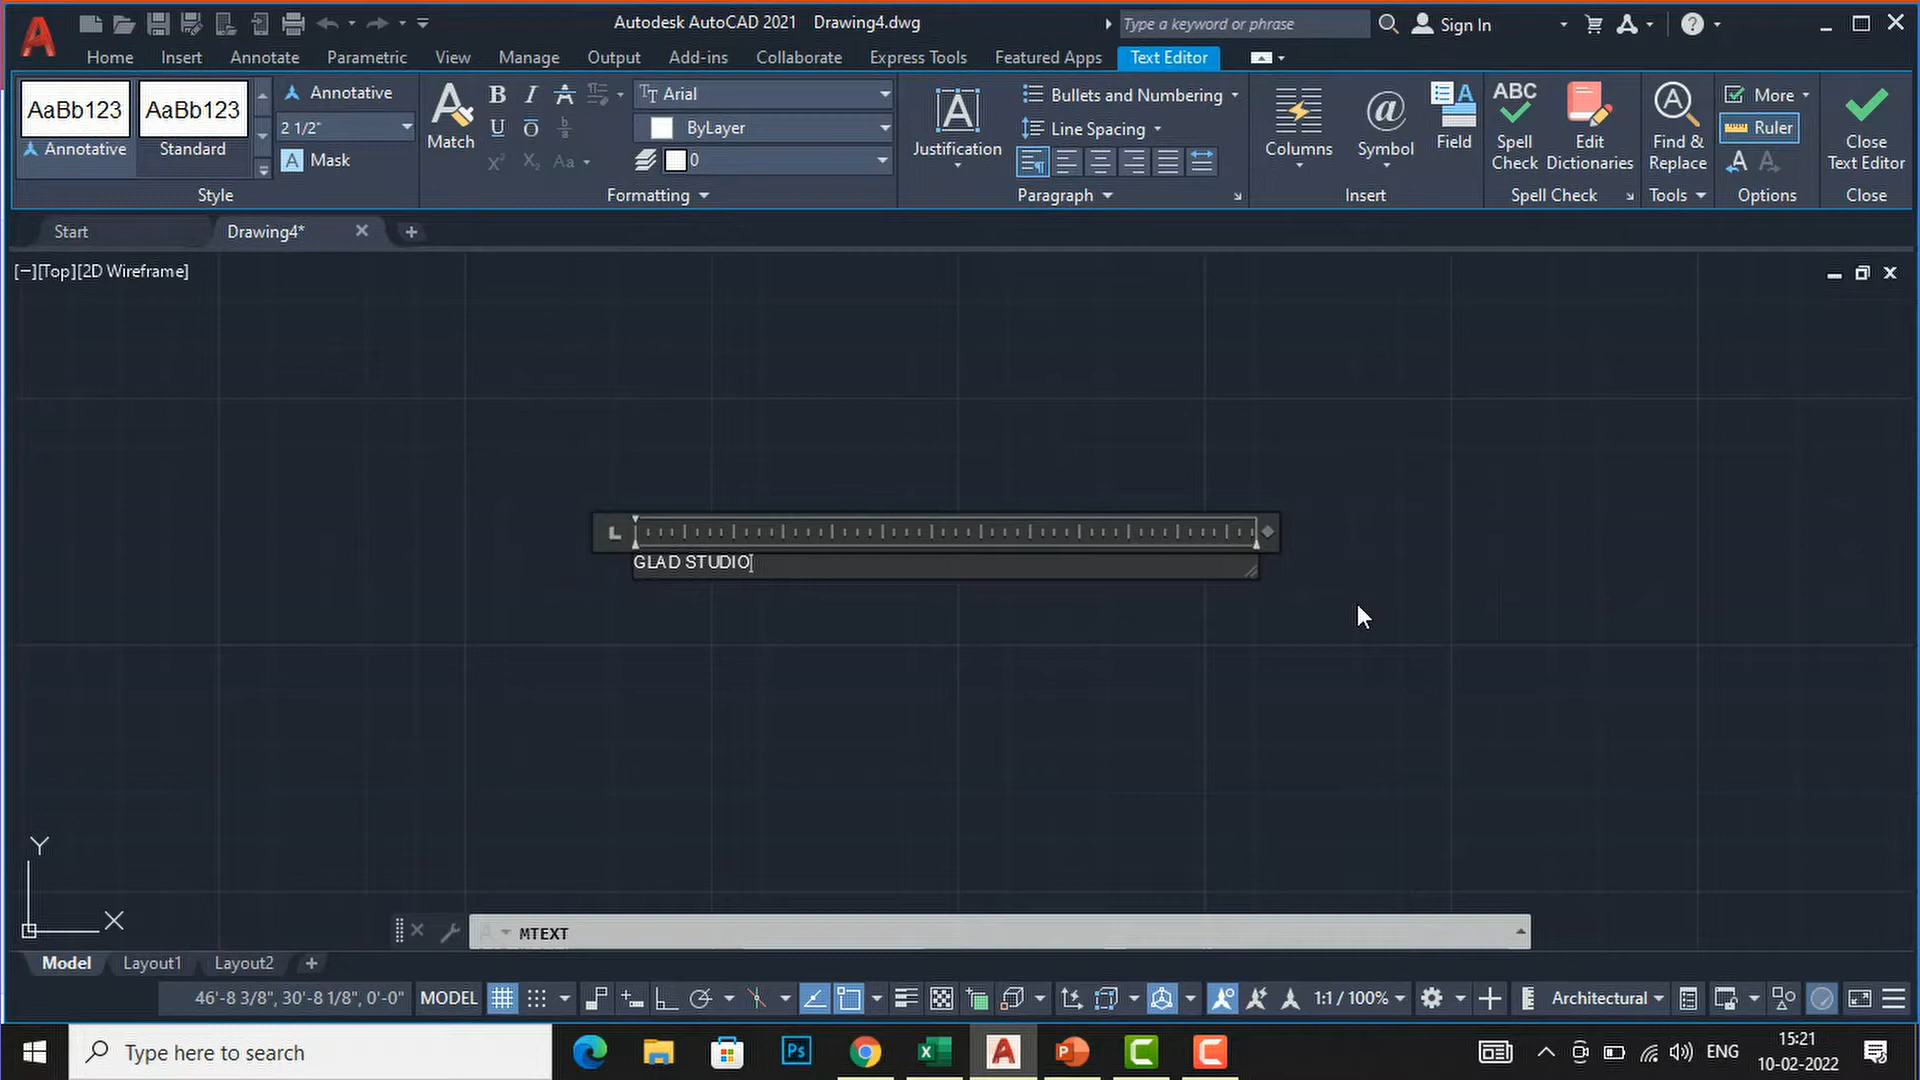 Autodesk AutoCAD 2021 Drawing4.dwg
Type a keyword or phrase
Sign In
Home Insert Annotate Parametric View Manage Output Add-ins Collaborate Express Tools Featured Apps Text Editor
AaBb123 AaBb123
Annotative Standard
Annotative
2 1/2"
Mask
Style
Match
B I A
U O b/a
X² X₂ Aa
Arial
ByLayer
0
Formatting
Justification
Bullets and Numbering
Line Spacing
Paragraph
Columns
Symbol
Field
Insert
ABC
Spell Check
Edit Dictionaries
Spell Check
Find & Replace
Tools
More
Ruler
Options
Close Text Editor
Close
Start Drawing4*
[−][Top][2D Wireframe]
GLAD STUDIO
Y
X
MTEXT
Model Layout1 Layout2
46'-8 3/8", 30'-8 1/8", 0'-0" MODEL 1:1 / 100% Architectural
Type here to search
Ps
ENG
15:21
10-02-2022